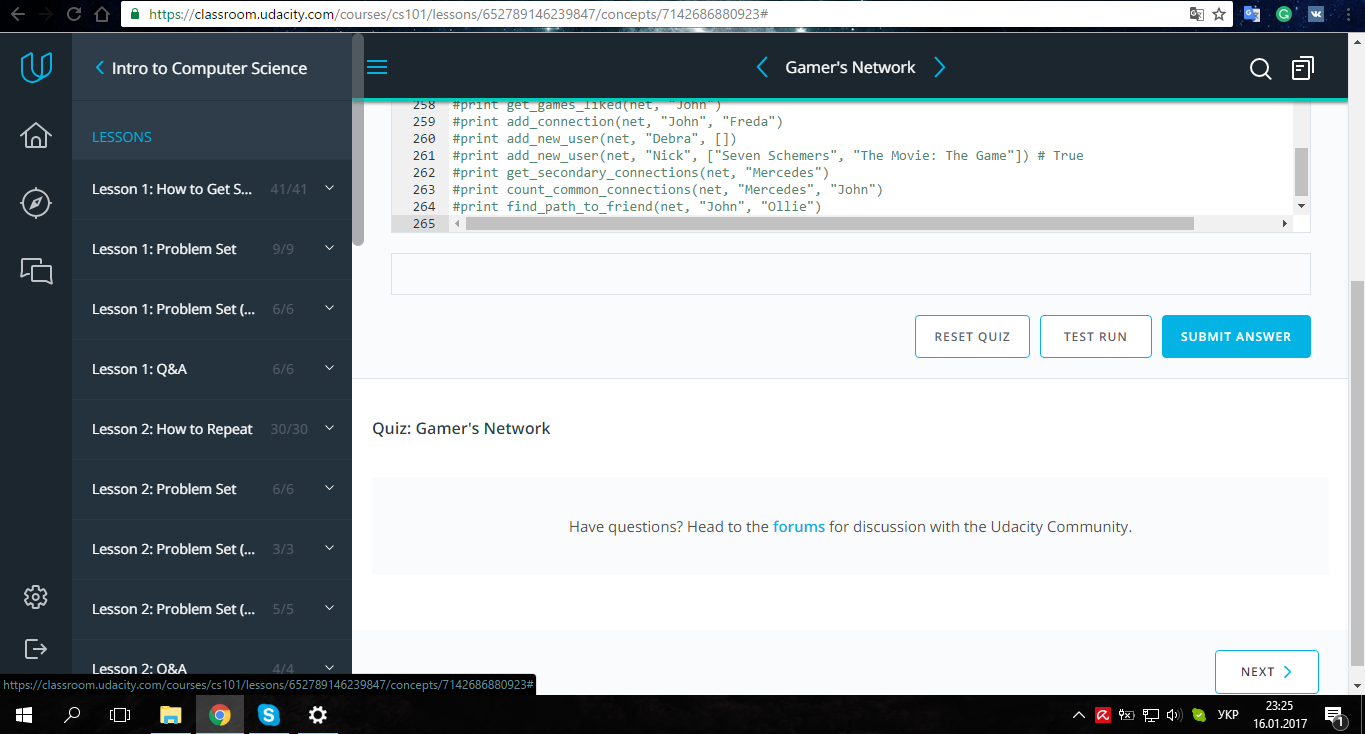 https://classroom.udacity.com/courses/cs101/lessons/652789146239847/concepts/7142686880923#
Intro to Computer Science
Gamer's Network
LESSONS
Lesson 1: How to Get S... 41/41
Lesson 1: Problem Set 9/9
Lesson 1: Problem Set (... 6/6
Lesson 1: Q&A 6/6
Lesson 2: How to Repeat 30/30
Lesson 2: Problem Set 6/6
Lesson 2: Problem Set (... 3/3
Lesson 2: Problem Set (... 5/5
Lesson 2: Q&A 4/4
258 #print get_games_liked(net, "John")
259 #print add_connection(net, "John", "Freda")
260 #print add_new_user(net, "Debra", [])
261 #print add_new_user(net, "Nick", ["Seven Schemers", "The Movie: The Game"]) # True
262 #print get_secondary_connections(net, "Mercedes")
263 #print count_common_connections(net, "Mercedes", "John")
264 #print find_path_to_friend(net, "John", "Ollie")
265
RESET QUIZ
TEST RUN
SUBMIT ANSWER
Quiz: Gamer's Network
Have questions? Head to the forums for discussion with the Udacity Community.
NEXT
https://classroom.udacity.com/courses/cs101/lessons/652789146239847/concepts/7142686880923#
УКР
23:25
16.01.2017
1